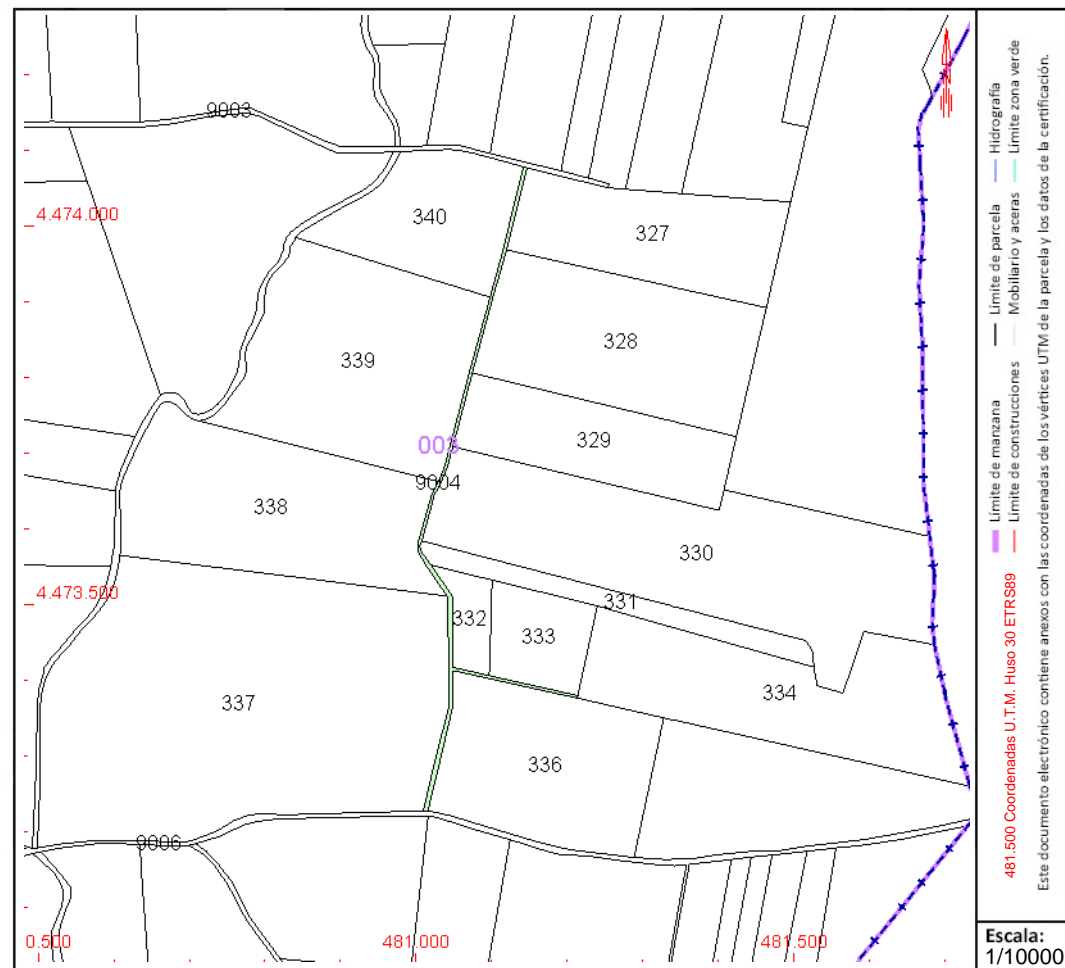 9003
4.474.000
340
327
328
339
329
003
9004
338
330
4.473.500
331
332
333
334
337
336
9006
0.500
481.000
481.500
Límite de manzana
Límite de parcela
Hidrografía
Límite de construcciones
Mobiliario y aceras
Límite zona verde
481.500 Coordenadas U.T.M. Huso 30 ETRS89
Este documento electrónico contiene anexos con las coordenadas de los vértices UTM de la parcela y los datos de la certificación.
Escala:
1/10000